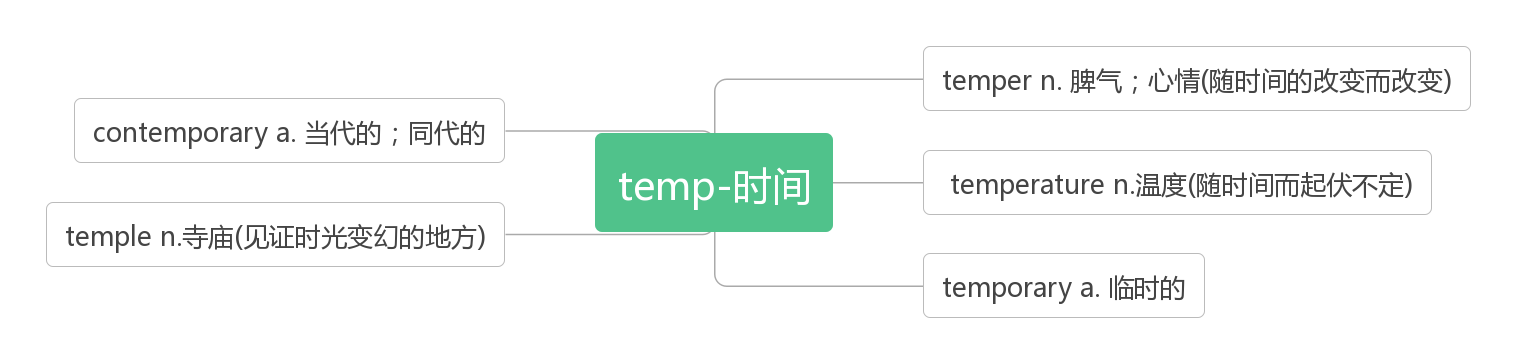 temp-时间
temper n. 脾气；心情(随时间的改变而改变)
temperature n.温度(随时间而起伏不定)
temporary a. 临时的
contemporary a. 当代的；同代的
temple n.寺庙(见证时光变幻的地方)